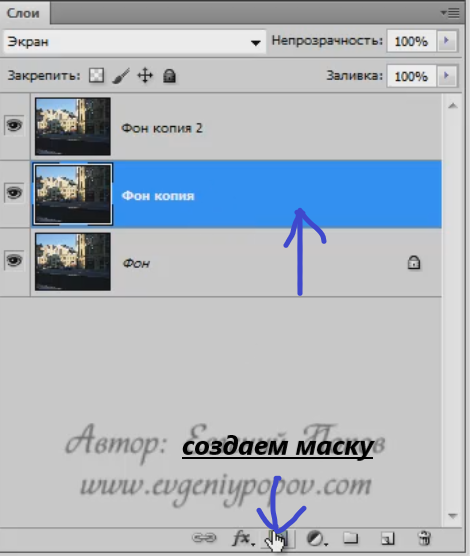 Слои
Экран Непрозрачность: 100%
Закрепить: Заливка: 100%
Фон копия 2
Фон копия
Фон
Автор: Евгений Попов
создаем маску
www.evgeniypopov.com
fx